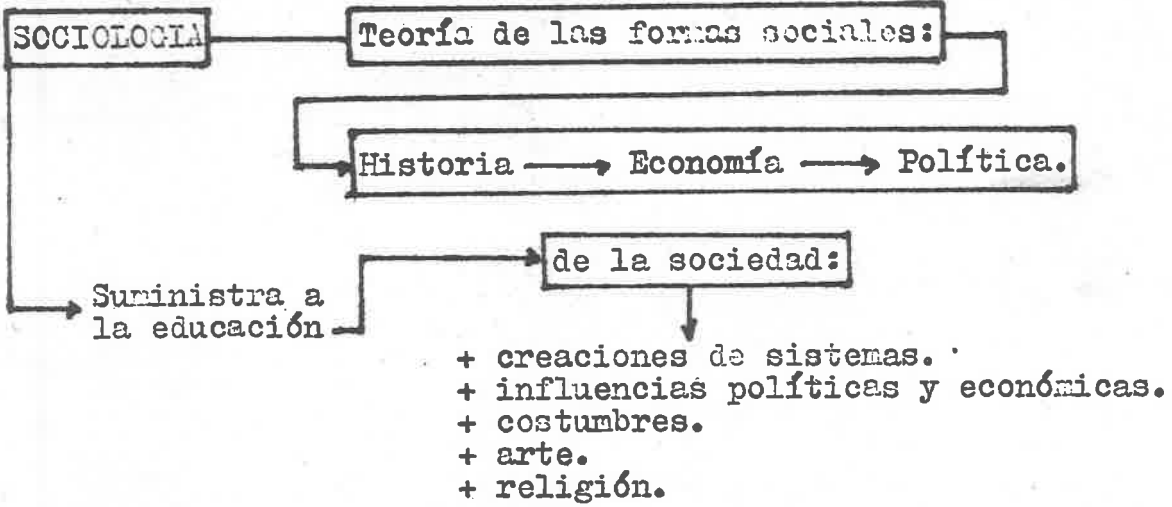 SOCIOLOGIA Teoría de las formas sociales:
Historia Economía Política.
de la sociedad:
Suministra a
la educación
+ creaciones de sistemas.
+ influencias políticas y económicas.
+ costumbres.
+ arte.
+ religión.